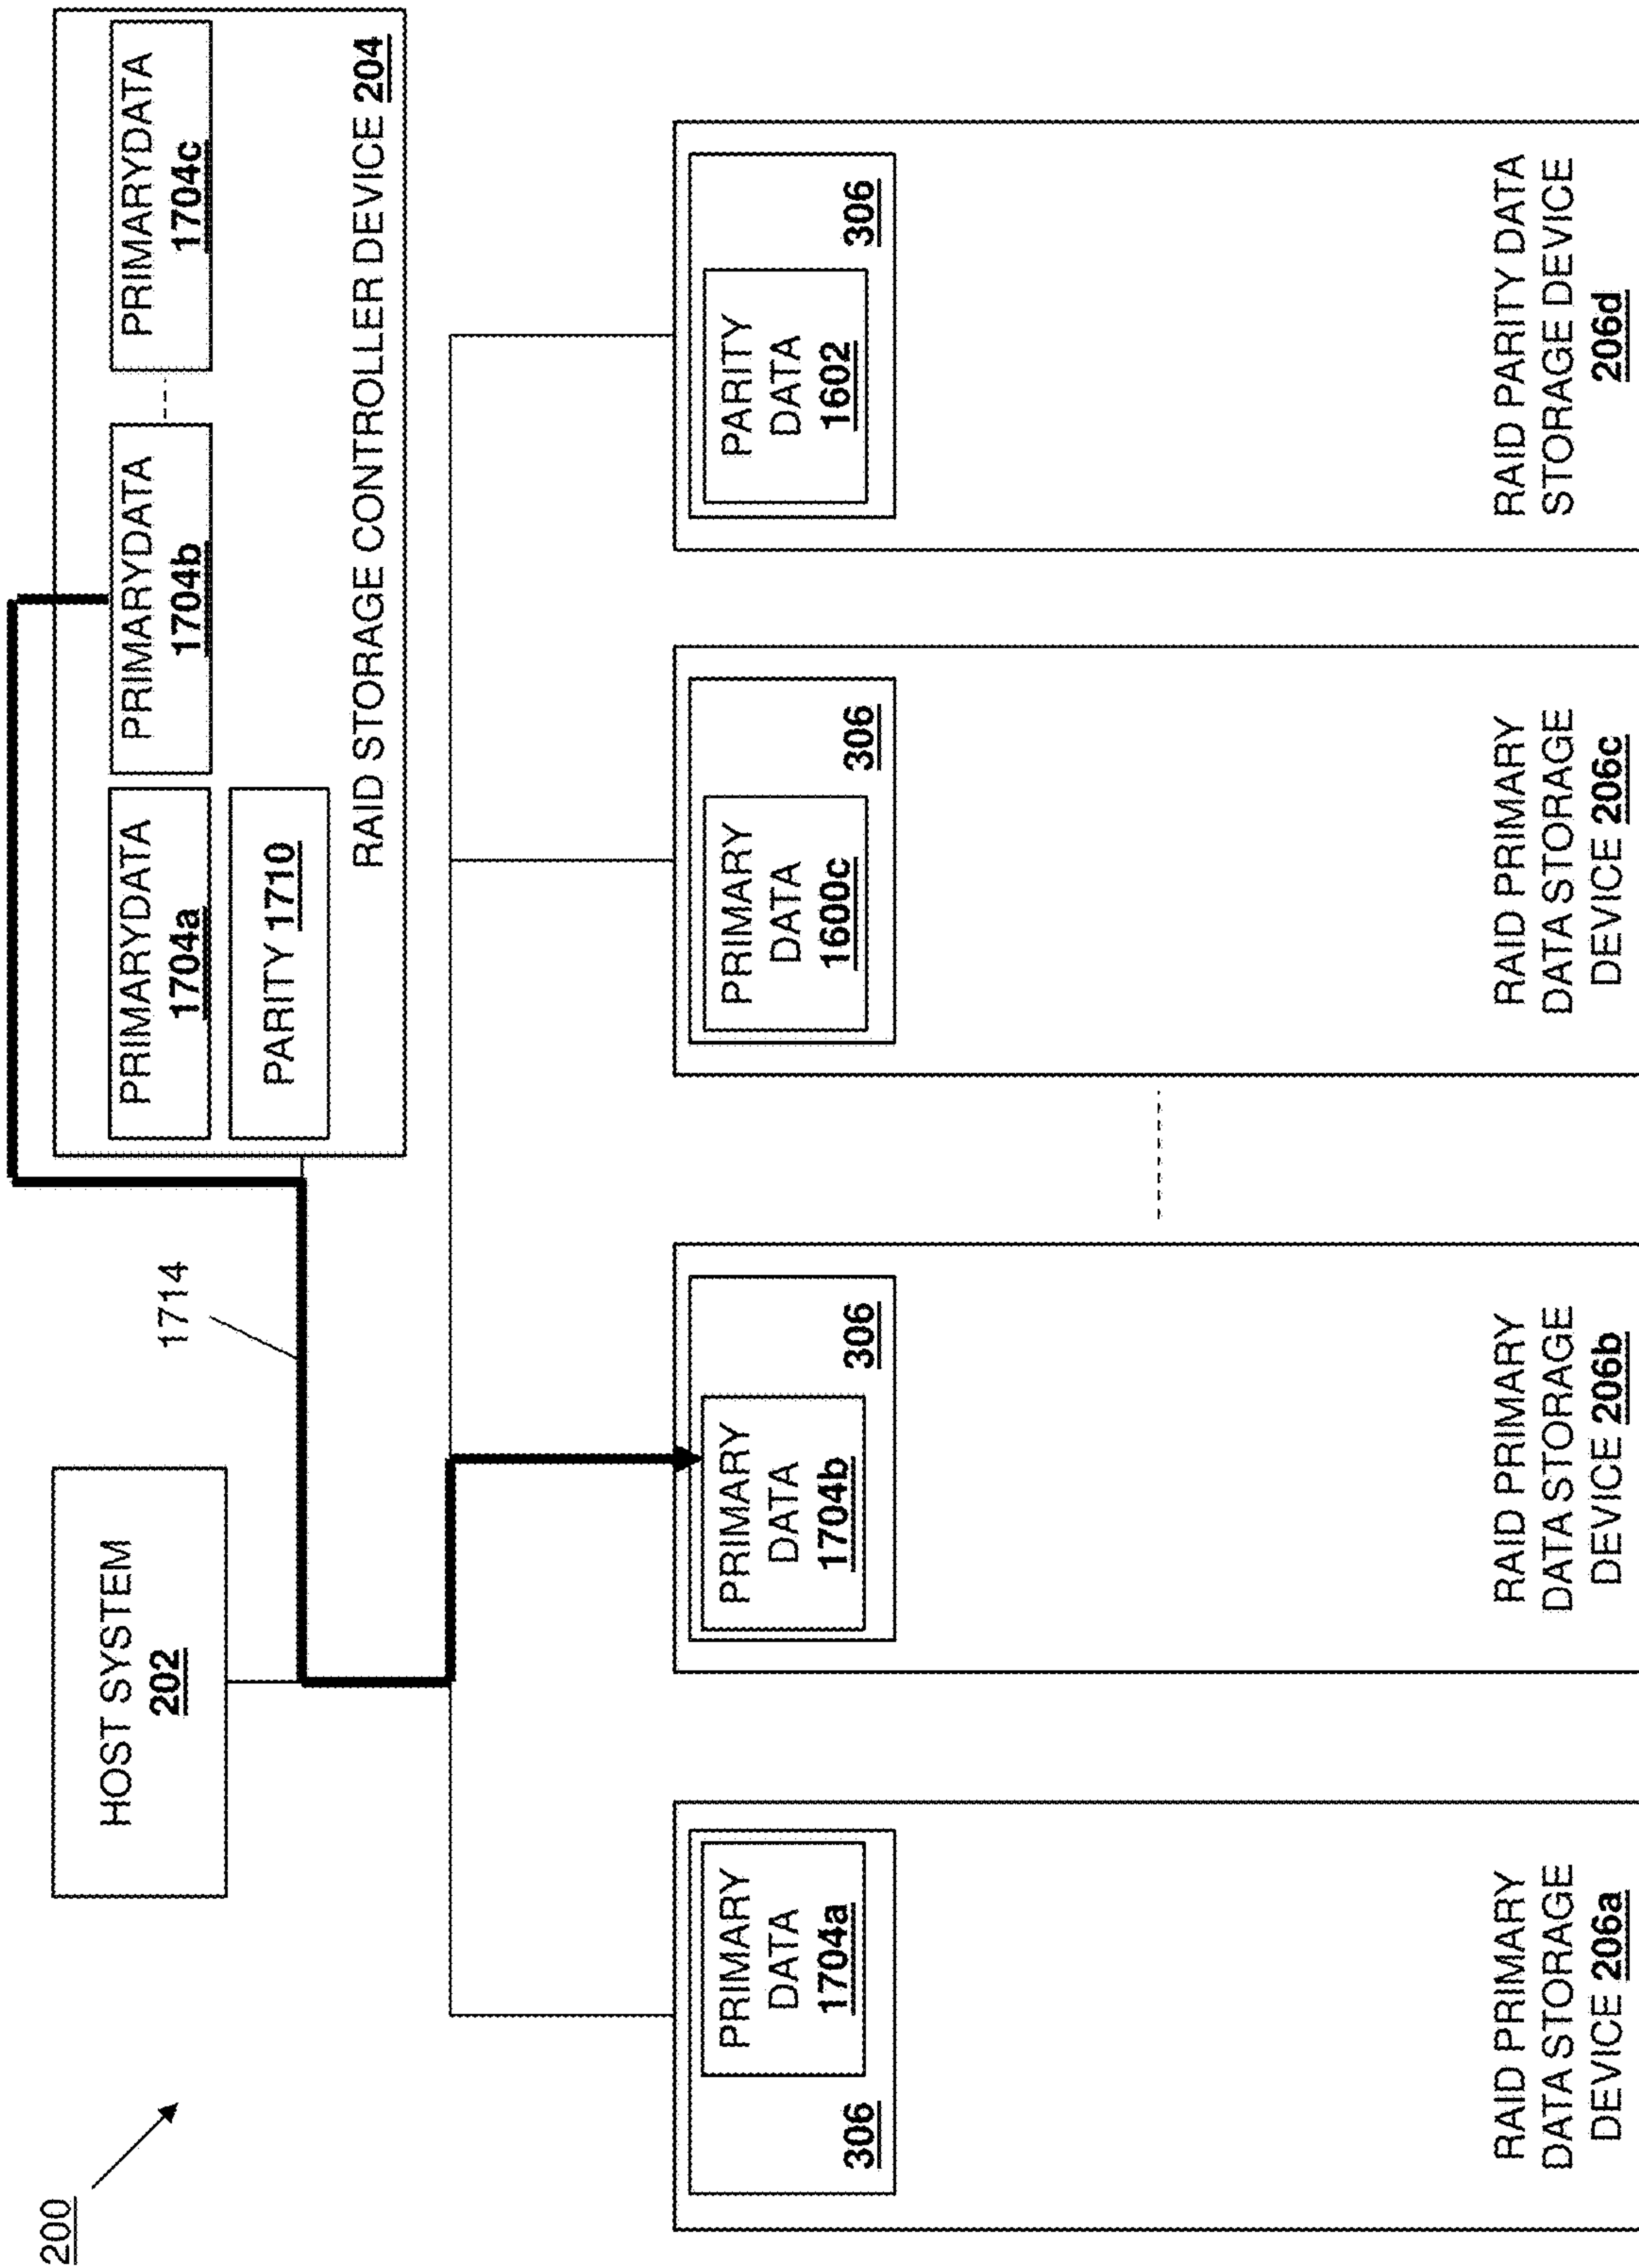 200
HOST SYSTEM
202
1714
PRIMARYDATA
1704a
PRIMARYDATA
1704b
PRIMARYDATA
1704c
PARITY 1710
RAID STORAGE CONTROLLER DEVICE 204
306
PRIMARY
DATA
1704a
RAID PRIMARY
DATA STORAGE
DEVICE 206a
PRIMARY
DATA
1704b
306
RAID PRIMARY
DATA STORAGE
DEVICE 206b
PRIMARY
DATA
1600c
306
RAID PRIMARY
DATA STORAGE
DEVICE 206c
PARITY
DATA
1602
306
RAID PARITY DATA
STORAGE DEVICE
206d